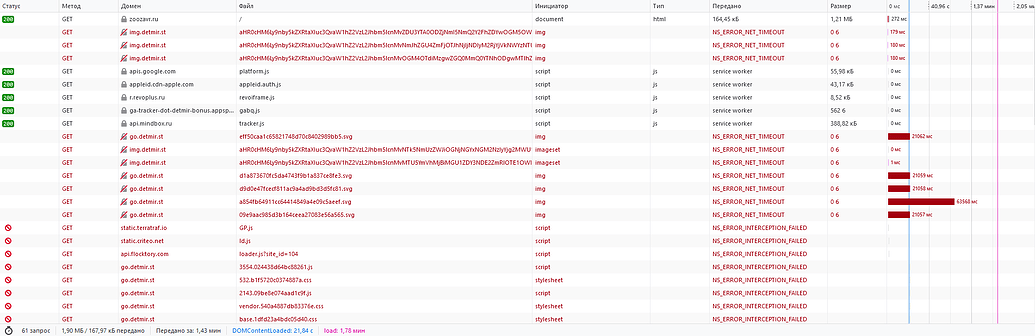 Статус Метод Домен Файл Инициатор Тип Передано Размер 0 мс 40,96 с 1,37 мин 2,05 м
200 GET zoozavr.ru / document html 164,45 кБ 1,21 МБ 272 мс
GET img.detmir.st img NS_ERROR_NET_TIMEOUT 0 б 179 мс
GET img.detmir.st img NS_ERROR_NET_TIMEOUT 0 б 180 мс
GET img.detmir.st img NS_ERROR_NET_TIMEOUT 0 б 180 мс
200 GET apis.google.com platform.js script js service worker 55,98 кБ 0 мс
200 GET appleid.cdn-apple.com appleid.auth.js script js service worker 43,17 кБ 0 мс
200 GET r.revoplus.ru revoiframe.js script js service worker 8,52 кБ 0 мс
200 GET ga-tracker-dot-detmir-bonus.appsp... gabq.js script js service worker 562 б 0 мс
200 GET api.mindbox.ru tracker.js script js service worker 388,82 кБ 0 мс
GET go.detmir.st eff50caa1c65821748d70c8402989bb5.svg img NS_ERROR_NET_TIMEOUT 0 б 21062 мс
GET img.detmir.st imageset NS_ERROR_NET_TIMEOUT 0 б 0 мс
GET img.detmir.st imageset NS_ERROR_NET_TIMEOUT 0 б 1 мс
GET go.detmir.st d1a873670fc5da4743f9b1a837ce8fe3.svg img NS_ERROR_NET_TIMEOUT 0 б 21059 мс
GET go.detmir.st d9d0e47fcecf811ac9a4ad9bd3d5fc81.svg img NS_ERROR_NET_TIMEOUT 0 б 21058 мс
GET go.detmir.st a854fb64911cc64414849a4e09c5aeef.svg img NS_ERROR_NET_TIMEOUT 0 б 63568 мс
GET go.detmir.st 09e9aac985d3b164ceea27083e56a565.svg img NS_ERROR_NET_TIMEOUT 0 б 21057 мс
GET static.terratraf.io GP.js script NS_ERROR_INTERCEPTION_FAILED
GET static.criteo.net ld.js script NS_ERROR_INTERCEPTION_FAILED
GET api.flocktory.com loader.js?site_id=104 script NS_ERROR_INTERCEPTION_FAILED
GET go.detmir.st 3554.024438d64bc88261.js script NS_ERROR_INTERCEPTION_FAILED
GET go.detmir.st 532.b1f5720c0374887a.css stylesheet NS_ERROR_INTERCEPTION_FAILED
GET go.detmir.st 2143.09be8e074aad1c9f.js script NS_ERROR_INTERCEPTION_FAILED
GET go.detmir.st vendor.540a4887db83376e.css stylesheet NS_ERROR_INTERCEPTION_FAILED
GET go.detmir.st base.1dfd23a4bdc05d40.css stylesheet NS_ERROR_INTERCEPTION_FAILED
61 запрос 1,90 МБ / 167,97 кБ передано Передано за: 1,43 мин DOMContentLoaded: 21,84 с load: 1,78 мин